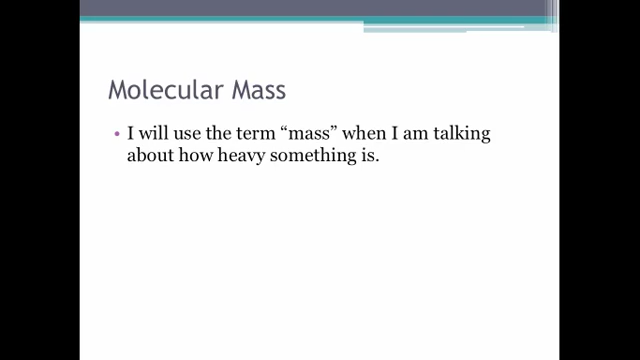 Molecular Mass
• I will use the term “mass” when I am talking
about how heavy something is.